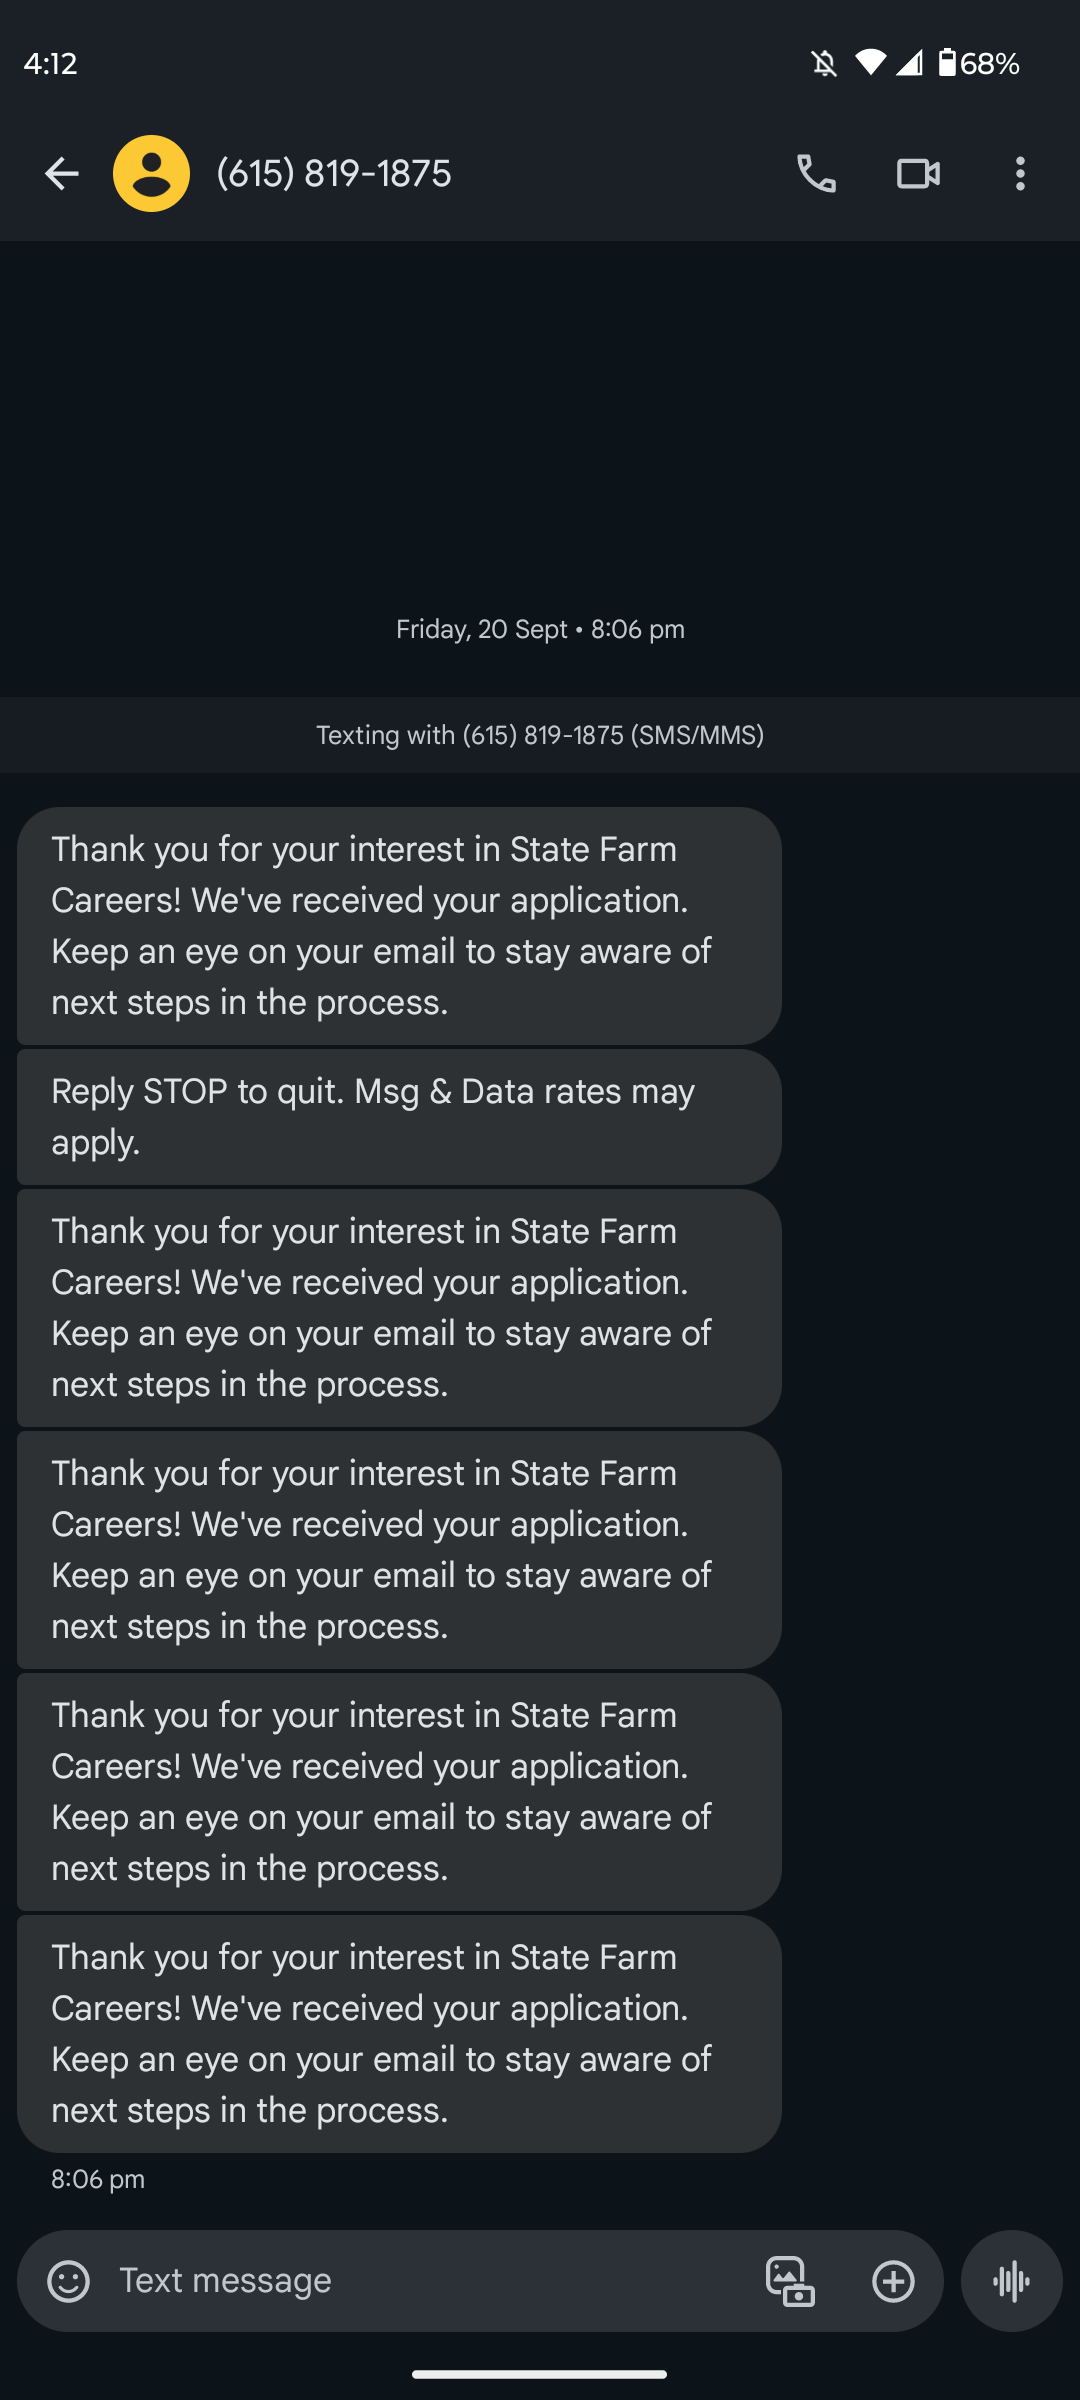 4:12
68%
(615) 819-1875
Friday, 20 Sept • 8:06 pm
Texting with (615) 819-1875 (SMS/MMS)
Thank you for your interest in State Farm
Careers! We've received your application.
Keep an eye on your email to stay aware of
next steps in the process.
Reply STOP to quit. Msg & Data rates may
apply.
Thank you for your interest in State Farm
Careers! We've received your application.
Keep an eye on your email to stay aware of
next steps in the process.
Thank you for your interest in State Farm
Careers! We've received your application.
Keep an eye on your email to stay aware of
next steps in the process.
Thank you for your interest in State Farm
Careers! We've received your application.
Keep an eye on your email to stay aware of
next steps in the process.
Thank you for your interest in State Farm
Careers! We've received your application.
Keep an eye on your email to stay aware of
next steps in the process.
8:06 pm
Text message